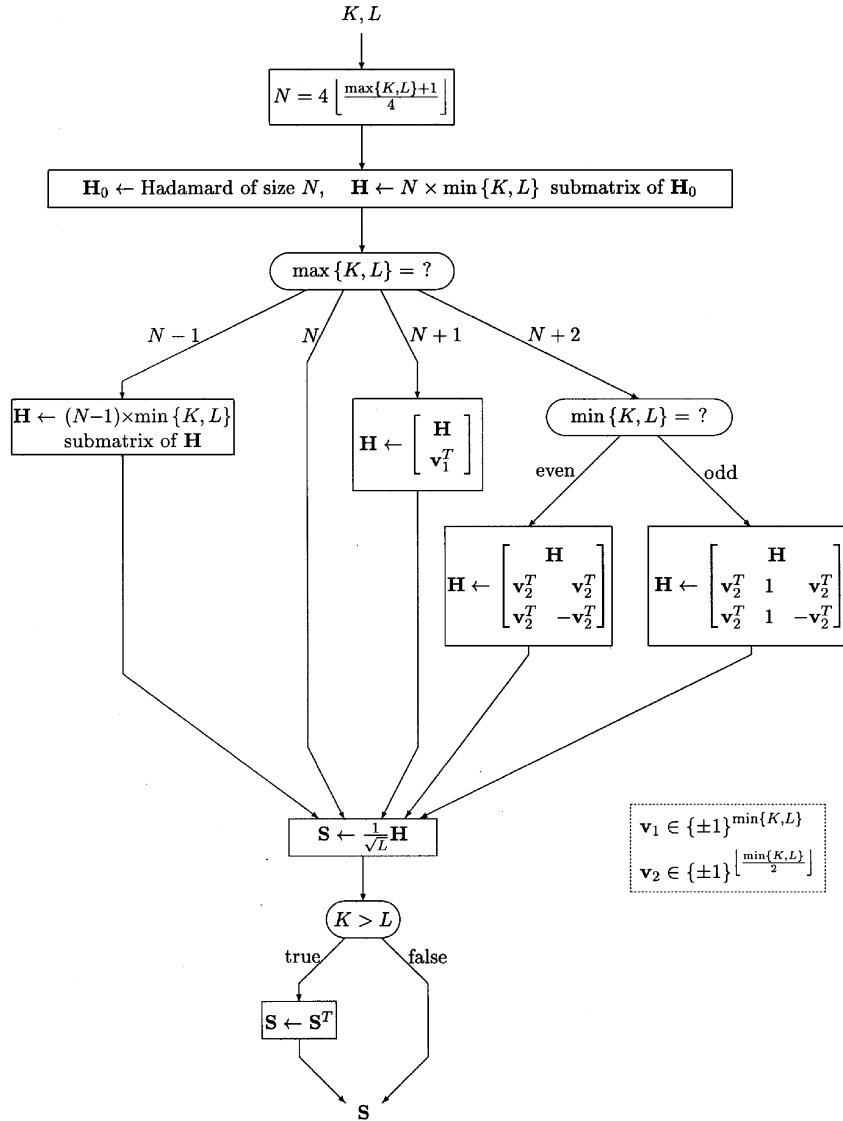 K, L
N = 4 ⌊ (max{K,L}+1)/4 ⌋
H₀ ← Hadamard of size N, H ← N × min {K, L} submatrix of H₀
max {K, L} = ?
N − 1
N
N + 1
N + 2
H ← (N−1)×min {K, L}
submatrix of H
H ← [ H
v₁ᵀ ]
min {K, L} = ?
even
odd
H ← [ H
v₂ᵀ v₂ᵀ
v₂ᵀ −v₂ᵀ ]
H ← [ H
v₂ᵀ 1 v₂ᵀ
v₂ᵀ 1 −v₂ᵀ ]
S ← 1/√L H
v₁ ∈ {±1}^min{K,L}
v₂ ∈ {±1}^⌊ min{K,L}/2 ⌋
K > L
true
false
S ← Sᵀ
S